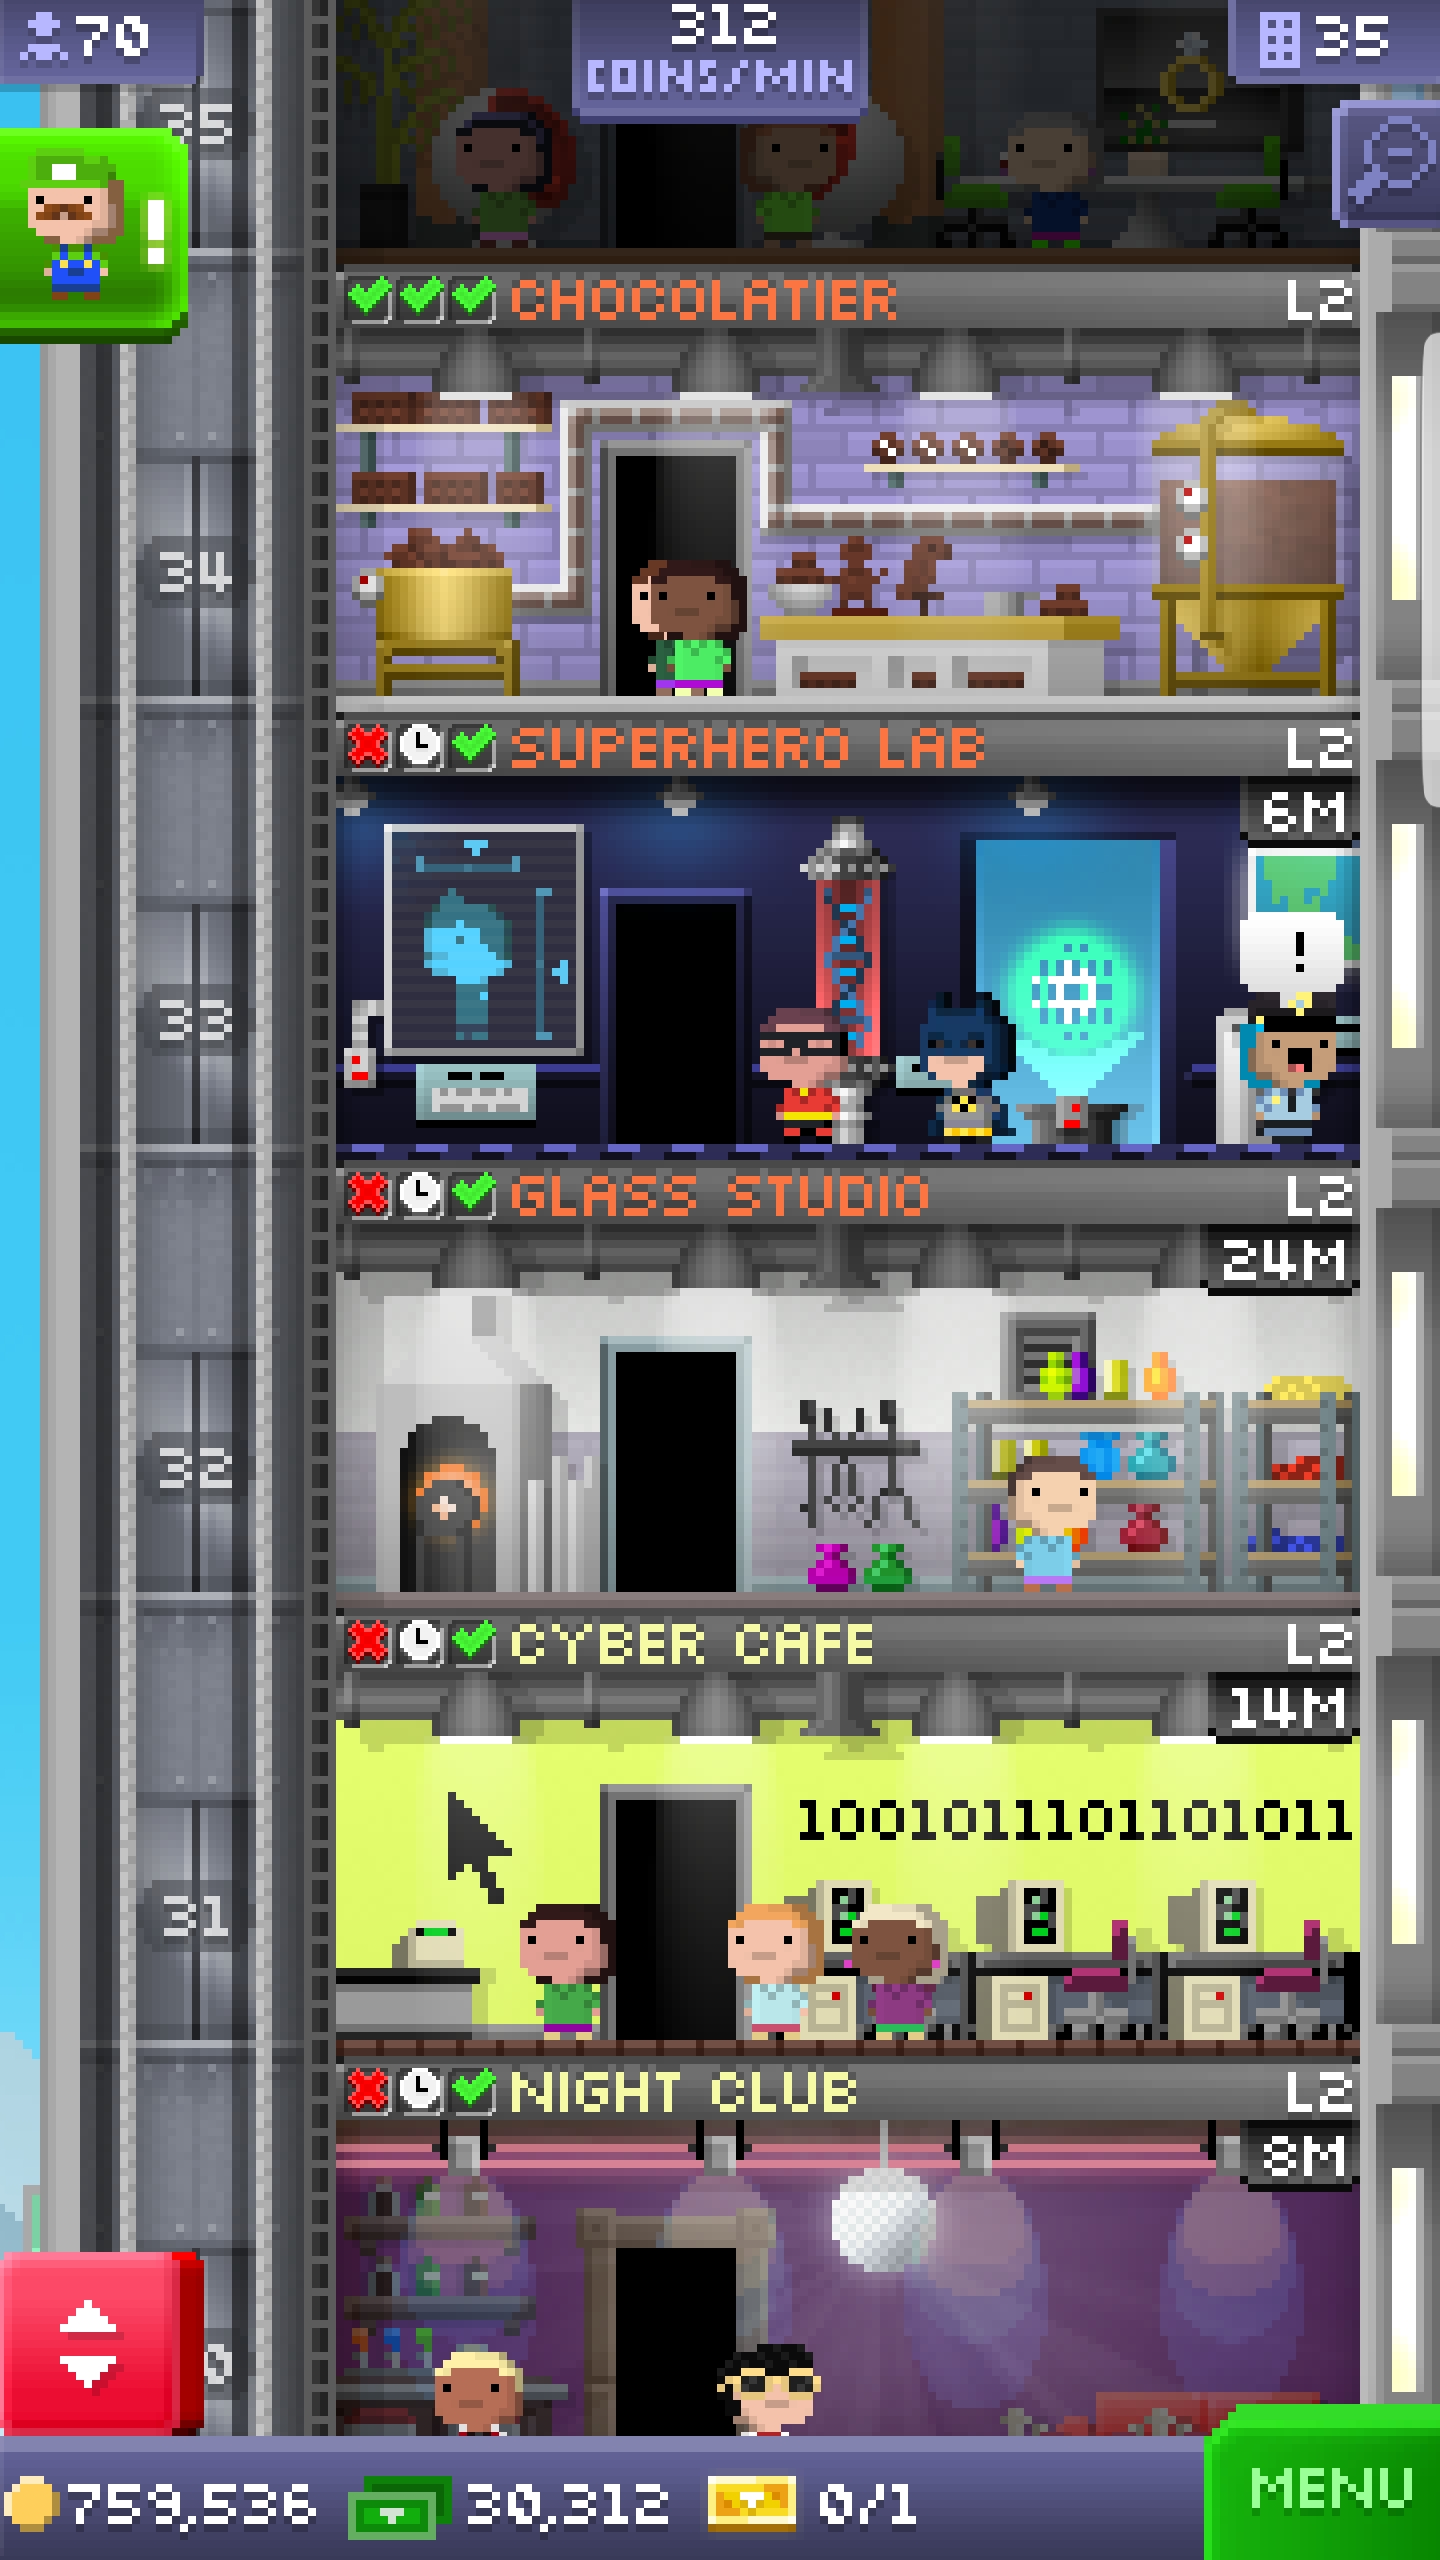 70
312
COINS/MIN
35
35
!
CHOCOLATIER L2
34
SUPERHERO LAB L2
6M
!
33
GLASS STUDIO L2
24M
32
CYBER CAFE L2
14M
1001011101101011
31
NIGHT CLUB L2
8M
0
759,536 30,312 0/1
MENU